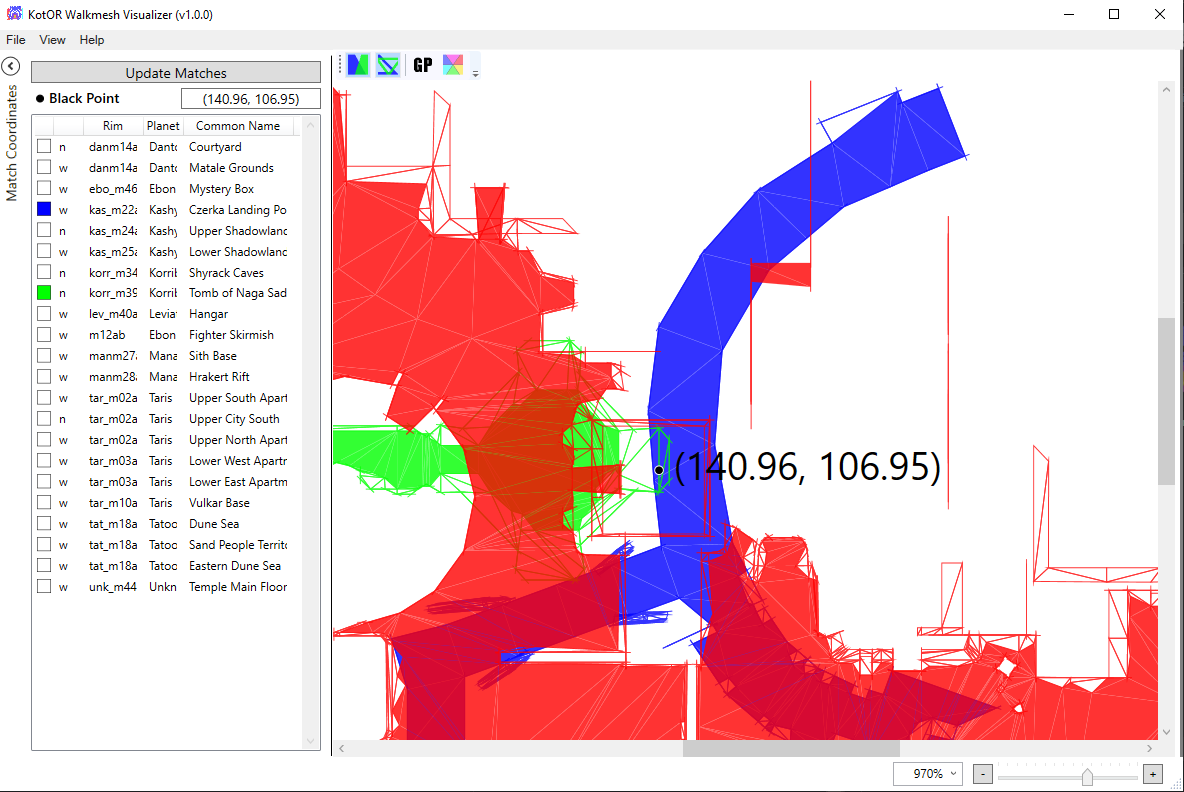 KotOR Walkmesh Visualizer (v1.0.0)
File View Help
Match Coordinates
Update Matches
Black Point (140.96, 106.95)
GP
Rim Planet Common Name
n danm14a Danto Courtyard
w danm14a Danto Matale Grounds
w ebo_m46 Ebon Mystery Box
w kas_m22a Kashy Czerka Landing Po
n kas_m24a Kashy Upper Shadowlanc
w kas_m25a Kashy Lower Shadowlanc
n korr_m34 Korrib Shyrack Caves
n korr_m39 Korrib Tomb of Naga Sad
w lev_m40a Leviat Hangar
w m12ab Ebon Fighter Skirmish
w manm27a Mana Sith Base
w manm28a Mana Hrakert Rift
w tar_m02a Taris Upper South Apart
n tar_m02a Taris Upper City South
w tar_m02a Taris Upper North Apart
w tar_m03a Taris Lower West Apartm
w tar_m03a Taris Lower East Apartm
w tar_m10a Taris Vulkar Base
w tat_m18a Tatoo Dune Sea
w tat_m18a Tatoo Sand People Territo
w tat_m18a Tatoo Eastern Dune Sea
w unk_m44 Unkn Temple Main Floor
(140.96, 106.95)
970% - +